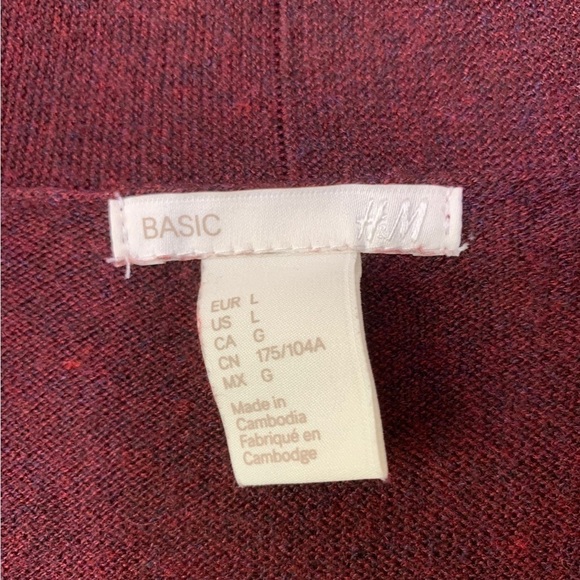 BASIC H&M
EUR L
US L
CA G
CN 175/104A
MX G
Made in
Cambodia
Fabriqué en
Cambodge